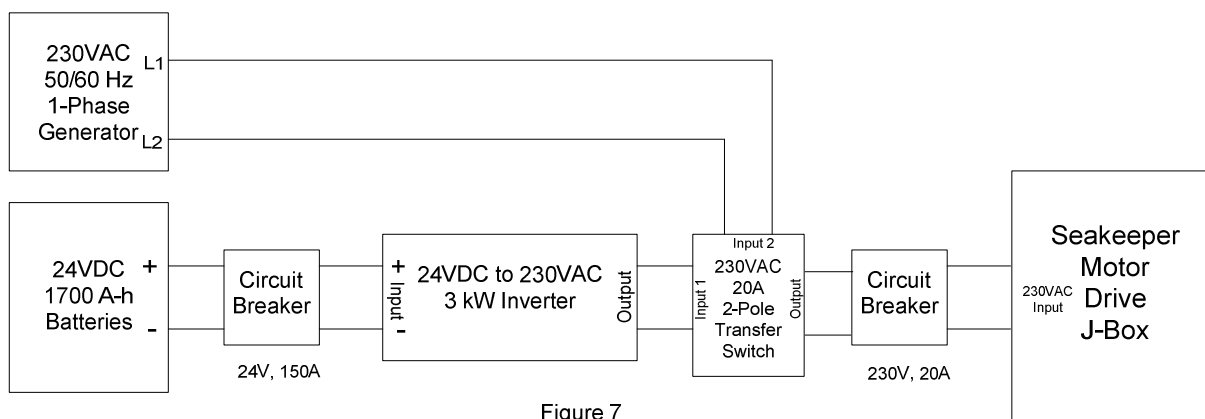 230VAC
50/60 Hz
1-Phase
Generator
L1
L2
24VDC
1700 A-h
Batteries
+
-
Circuit
Breaker
24V, 150A
+
Input
-
24VDC to 230VAC
3 kW Inverter
Output
Input 2
Input 1
230VAC
20A
2-Pole
Transfer
Switch
Output
Circuit
Breaker
230V, 20A
230VAC
Input
Seakeeper
Motor
Drive
J-Box
Figure 7